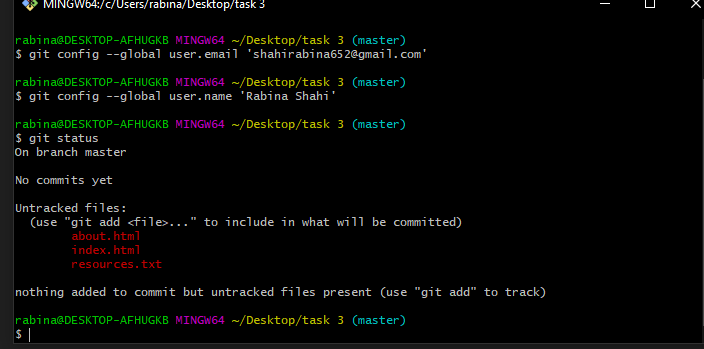 MINGW64:/c/Users/rabina/Desktop/task 3
rabina@DESKTOP-AFHUGKB MINGW64 ~/Desktop/task 3 (master)
$ git config --global user.email 'shahirabina652@gmail.com'
rabina@DESKTOP-AFHUGKB MINGW64 ~/Desktop/task 3 (master)
$ git config --global user.name 'Rabina Shahi'
rabina@DESKTOP-AFHUGKB MINGW64 ~/Desktop/task 3 (master)
$ git status
On branch master
No commits yet
Untracked files:
(use "git add <file>..." to include in what will be committed)
about.html
index.html
resources.txt
nothing added to commit but untracked files present (use "git add" to track)
rabina@DESKTOP-AFHUGKB MINGW64 ~/Desktop/task 3 (master)
$